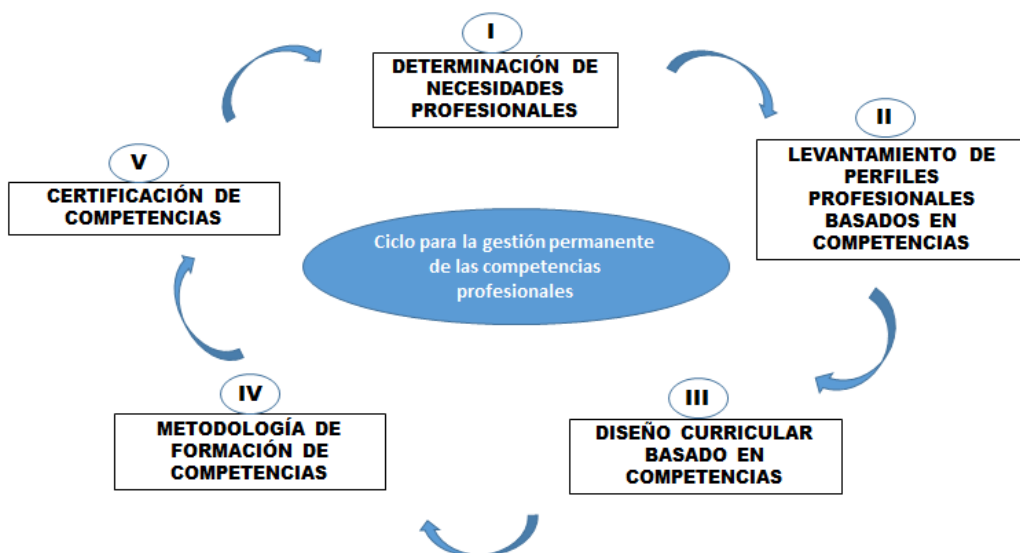 I
DETERMINACIÓN DE
NECESIDADES
PROFESIONALES
II
LEVANTAMIENTO DE
PERFILES
PROFESIONALES
BASADOS EN
COMPETENCIAS
V
CERTIFICACIÓN DE
COMPETENCIAS
Ciclo para la gestión permanente
de las competencias
profesionales
IV
METODOLOGÍA DE
FORMACIÓN DE
COMPETENCIAS
III
DISEÑO CURRICULAR
BASADO EN
COMPETENCIAS